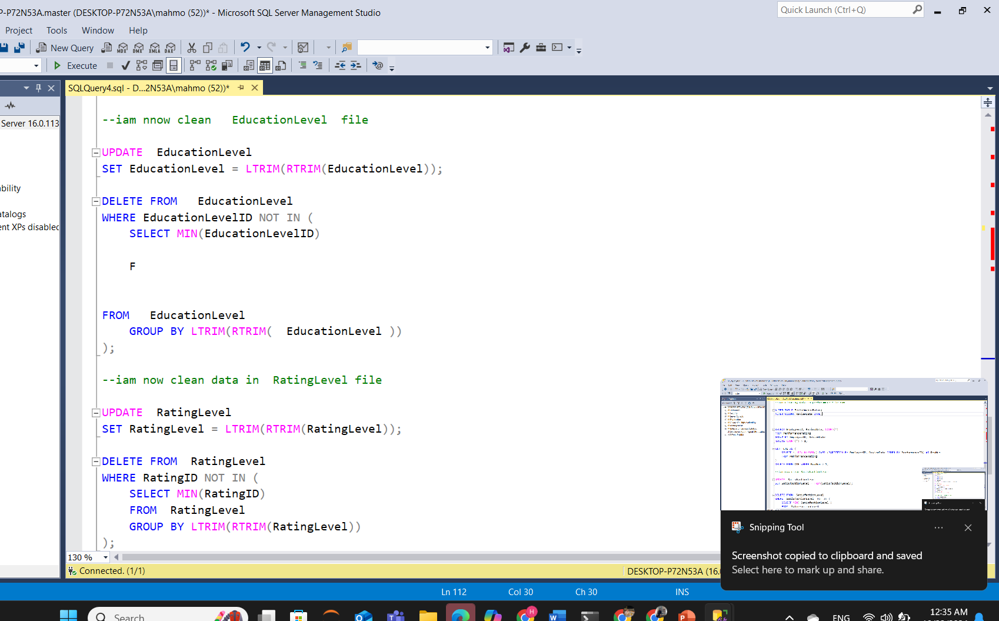 P-P72N53A.master (DESKTOP-P72N53A\mahmo (52))* - Microsoft SQL Server Management Studio
Quick Launch (Ctrl+Q)
Project Tools Window Help
New Query MDX DMX XMLA DAX
Execute
SQLQuery4.sql - D...2N53A\mahmo (52))*
Server 16.0.113
bility
atalogs
ent XPs disabled
--iam nnow clean   EducationLevel  file
UPDATE  EducationLevel
SET EducationLevel = LTRIM(RTRIM(EducationLevel));
DELETE FROM   EducationLevel
WHERE EducationLevelID NOT IN (
    SELECT MIN(EducationLevelID)
    F
FROM   EducationLevel
    GROUP BY LTRIM(RTRIM(  EducationLevel ))
);
--iam now clean data in  RatingLevel file
UPDATE  RatingLevel
SET RatingLevel = LTRIM(RTRIM(RatingLevel));
DELETE FROM  RatingLevel
WHERE RatingID NOT IN (
    SELECT MIN(RatingID)
    FROM  RatingLevel
    GROUP BY LTRIM(RTRIM(RatingLevel))
);
130 %
Connected. (1/1)
DESKTOP-P72N53A (16.
Snipping Tool
Screenshot copied to clipboard and saved
Select here to mark up and share.
Ln 112 Col 30 Ch 30 INS
Search
ENG
12:35 AM